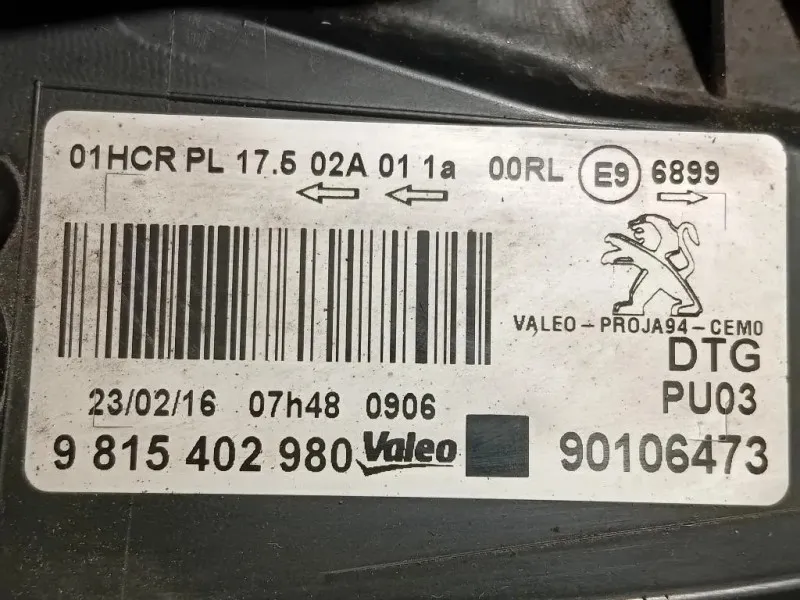 01HCR PL 17.5 02A 01 1a 00RL E9 6899
VALEO-PROJA94-CEM0
DTG
23/02/16 07h48 0906 PU03
9 815 402 980 Valeo 90106473